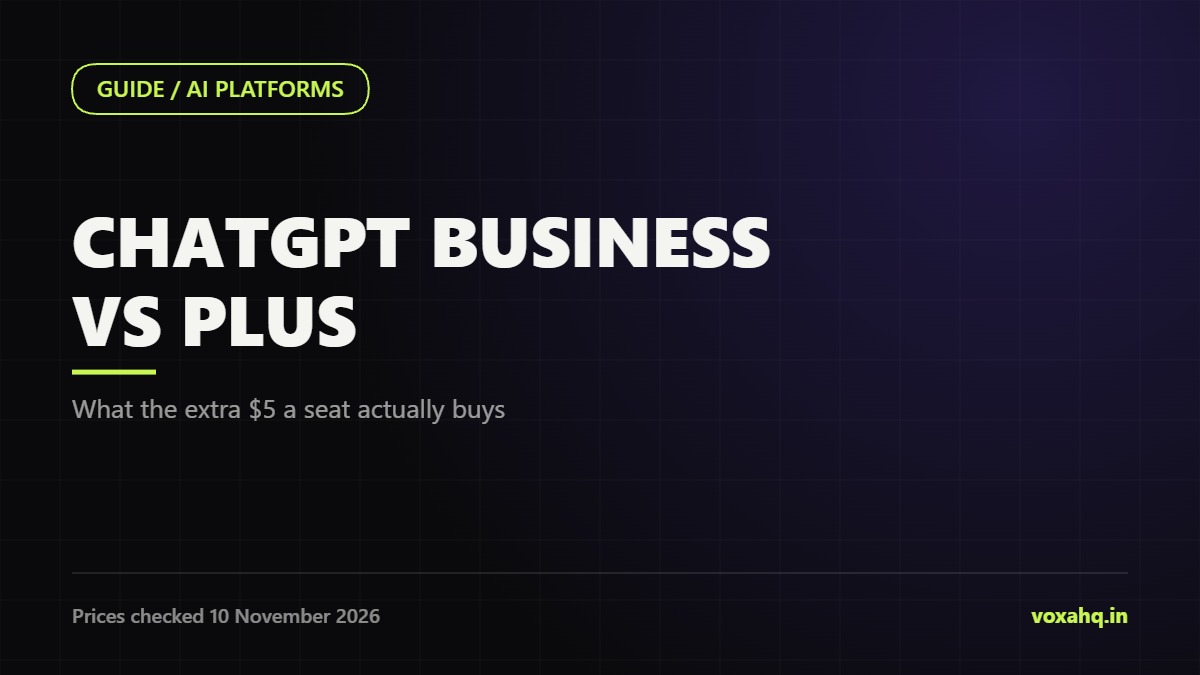 GUIDE / AI PLATFORMS
CHATGPT BUSINESS
VS PLUS
What the extra $5 a seat actually buys
Prices checked 10 November 2026
voxahq.in